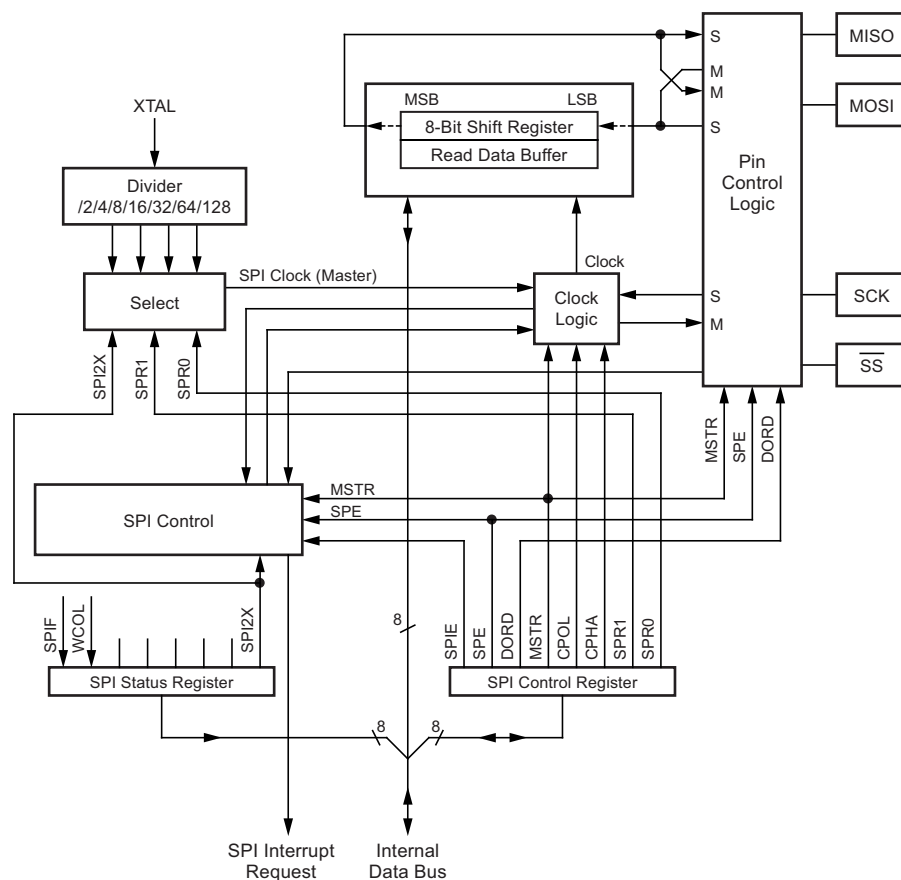 S
MISO
M
M
XTAL
MSB
LSB
MOSI
8-Bit Shift Register
S
Read Data Buffer
Pin
Control
Logic
Divider
/2/4/8/16/32/64/128
Clock
SPI Clock (Master)
Select
Clock
Logic
S
SCK
M
SPI2X
SPR1
SPR0
SS
MSTR
SPE
DORD
MSTR
SPI Control
SPE
SPIF
WCOL
SPI2X
8
SPIE
SPE
DORD
MSTR
CPOL
CPHA
SPR1
SPR0
SPI Status Register
SPI Control Register
8
8
SPI Interrupt
Request
Internal
Data Bus